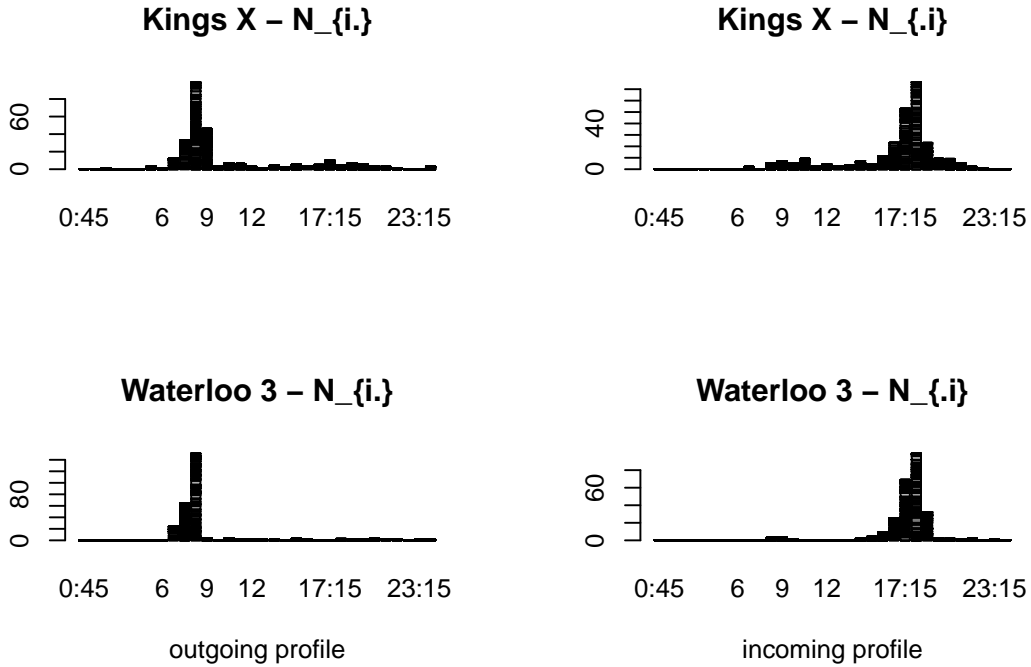 Kings X – N_{i.}
60
0
0:45 6 9 12 17:15 23:15
Kings X – N_{.i}
40
0
0:45 6 9 12 17:15 23:15
Waterloo 3 – N_{i.}
80
0
0:45 6 9 12 17:15 23:15
outgoing profile
Waterloo 3 – N_{.i}
60
0
0:45 6 9 12 17:15 23:15
incoming profile